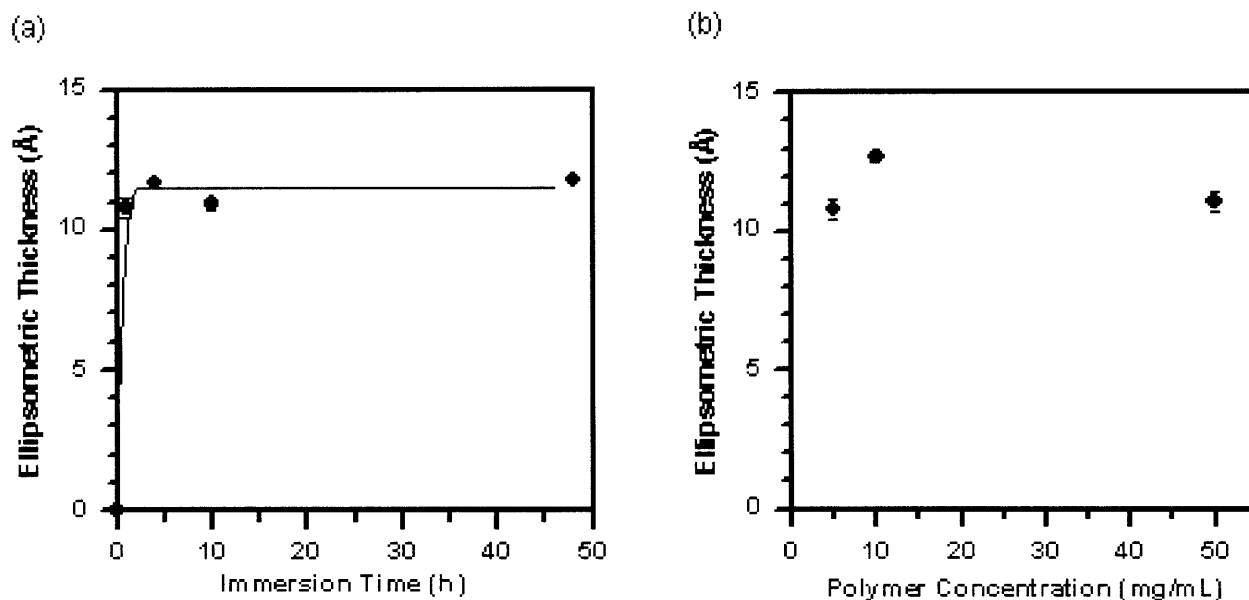 (a)
15
10
5
0
Ellipsometric Thickness (Å)
0 10 20 30 40 50
Immersion Time (h)
(b)
15
10
5
0
Ellipsometric Thickness (Å)
0 10 20 30 40 50
Polymer Concentration (mg/mL)